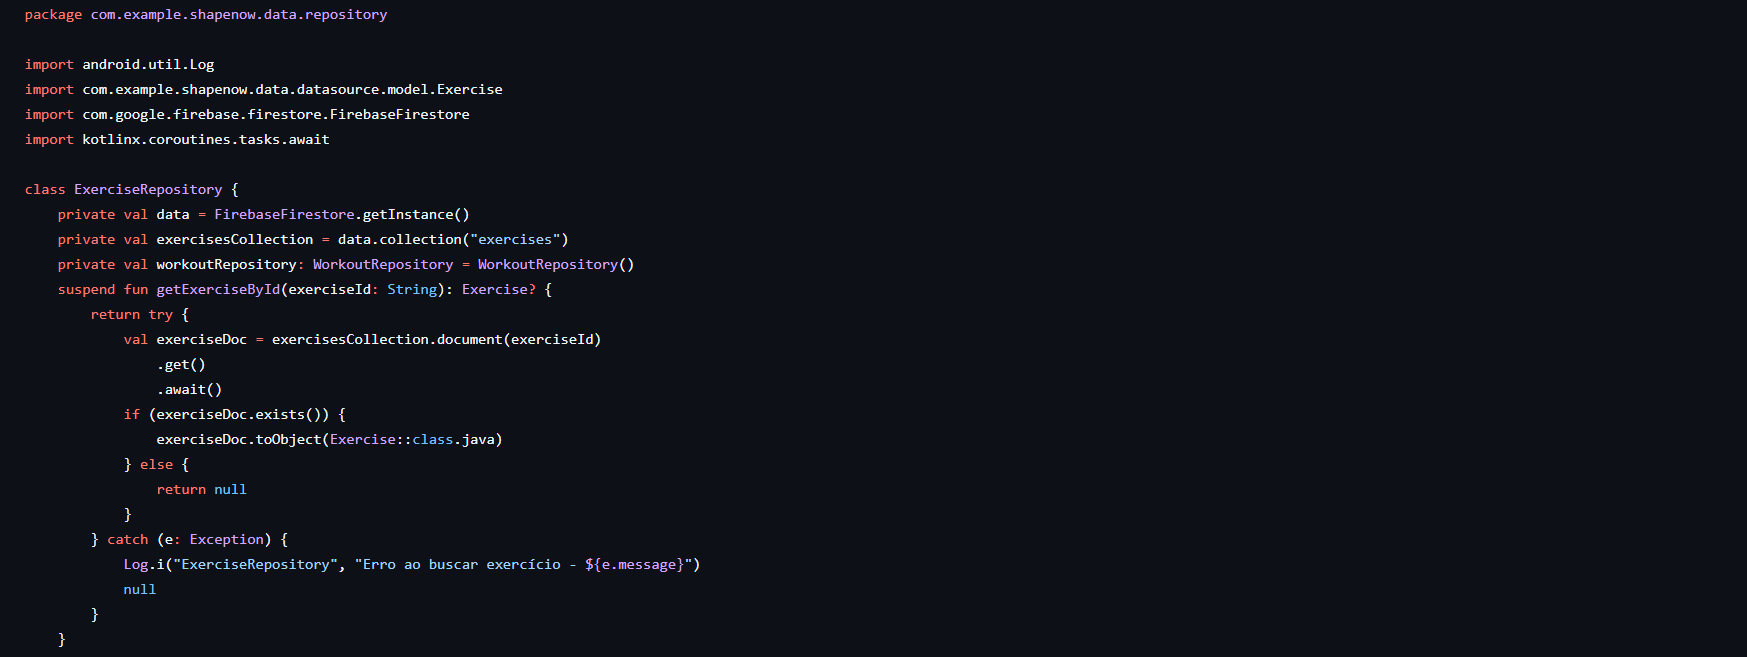 package com.example.shapenow.data.repository

import android.util.Log
import com.example.shapenow.data.datasource.model.Exercise
import com.google.firebase.firestore.FirebaseFirestore
import kotlinx.coroutines.tasks.await

class ExerciseRepository {
    private val data = FirebaseFirestore.getInstance()
    private val exercisesCollection = data.collection("exercises")
    private val workoutRepository: WorkoutRepository = WorkoutRepository()
    suspend fun getExerciseById(exerciseId: String): Exercise? {
        return try {
            val exerciseDoc = exercisesCollection.document(exerciseId)
                .get()
                .await()
            if (exerciseDoc.exists()) {
                exerciseDoc.toObject(Exercise::class.java)
            } else {
                return null
            }
        } catch (e: Exception) {
            Log.i("ExerciseRepository", "Erro ao buscar exercício - ${e.message}")
            null
        }
    }